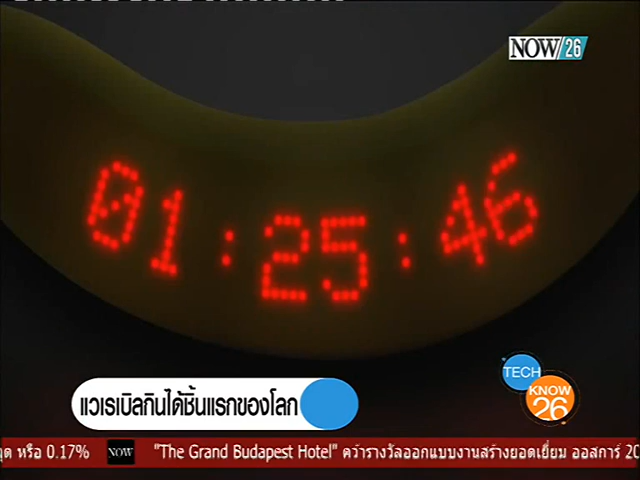 NOW 26
01:25:46
TECH
KNOW
26
แวเรเบิลกินได้ชิ้นแรกของโลก
หรือ 0.17% NOW "The Grand Budapest Hotel" คว้ารางวัลออกแบบงานสร้างยอดเยี่ยม ออสการ์